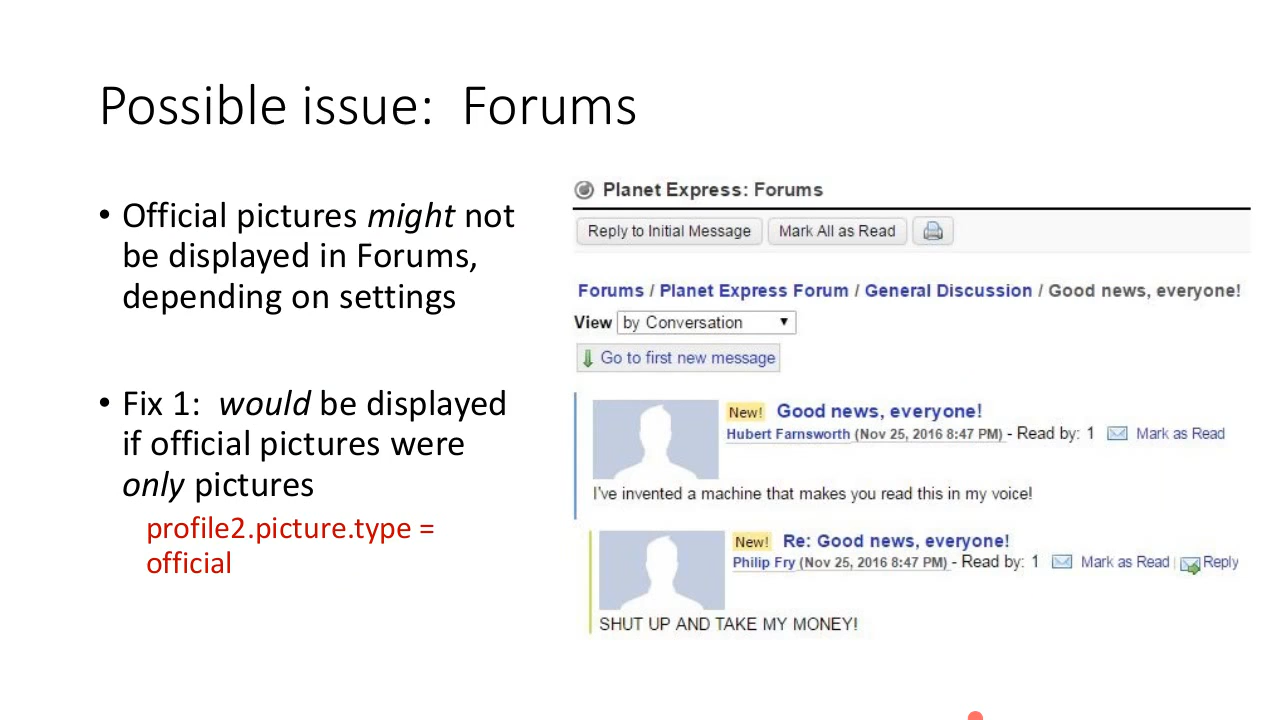 Possible issue:  Forums
• Official pictures might not
be displayed in Forums,
depending on settings
• Fix 1:  would be displayed
if official pictures were
only pictures
profile2.picture.type =
official
Planet Express: Forums
Reply to Initial Message Mark All as Read
Forums / Planet Express Forum / General Discussion / Good news, everyone!
View by Conversation
Go to first new message
New! Good news, everyone!
Hubert Farnsworth (Nov 25, 2016 8:47 PM) - Read by: 1 Mark as Read
I've invented a machine that makes you read this in my voice!
New! Re: Good news, everyone!
Philip Fry (Nov 25, 2016 8:47 PM) - Read by: 1 Mark as Read | Reply
SHUT UP AND TAKE MY MONEY!